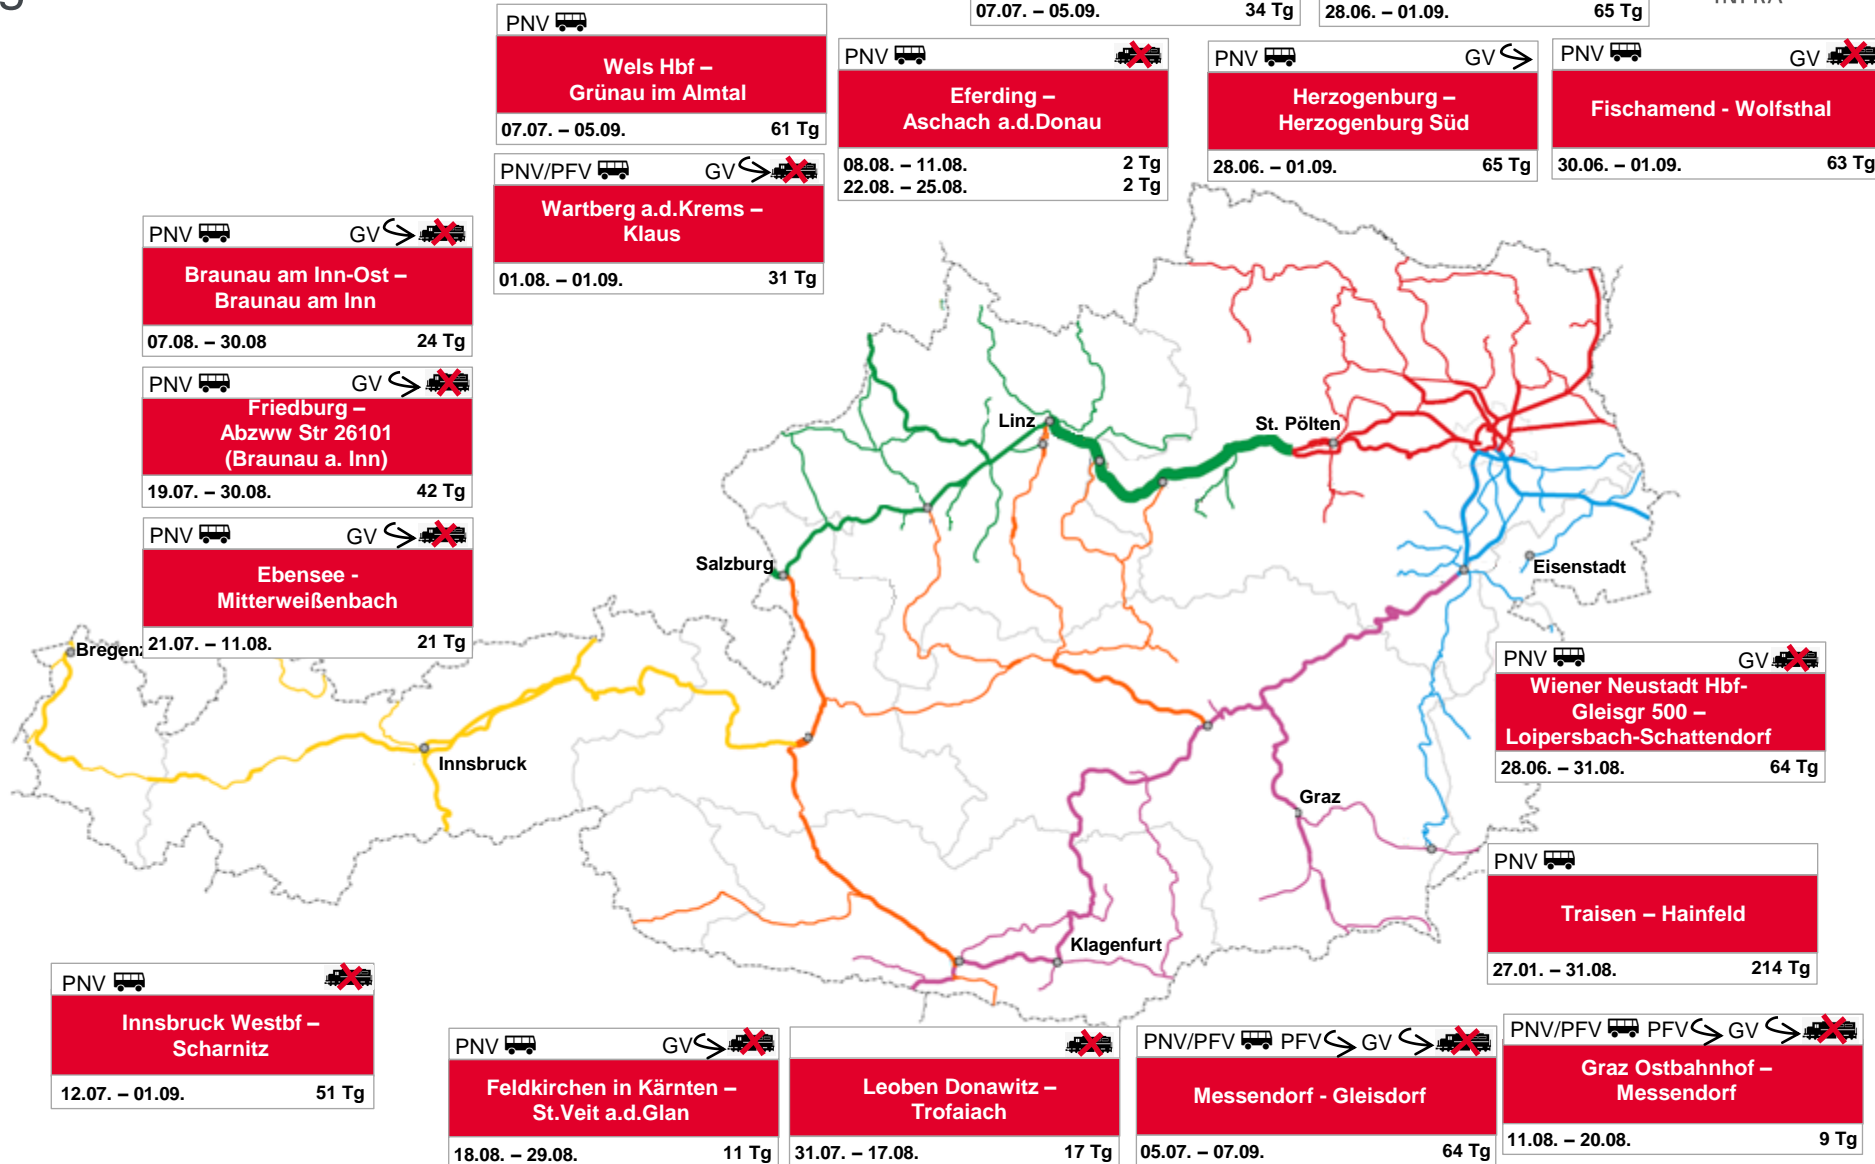 07.07. – 05.09. 34 Tg
28.06. – 01.09. 65 Tg
PNV
Wels Hbf –
Grünau im Almtal
07.07. – 05.09. 61 Tg
PNV
Eferding –
Aschach a.d.Donau
08.08. – 11.08. 2 Tg
22.08. – 25.08. 2 Tg
PNV GV
Herzogenburg –
Herzogenburg Süd
28.06. – 01.09. 65 Tg
PNV GV
Fischamend - Wolfsthal
30.06. – 01.09. 63 Tg
PNV/PFV GV
Wartberg a.d.Krems –
Klaus
01.08. – 01.09. 31 Tg
PNV GV
Braunau am Inn-Ost –
Braunau am Inn
07.08. – 30.08 24 Tg
PNV GV
Friedburg –
Abzww Str 26101
(Braunau a. Inn)
19.07. – 30.08. 42 Tg
PNV GV
Ebensee -
Mitterweißenbach
21.07. – 11.08. 21 Tg
Linz
St. Pölten
Salzburg
Eisenstadt
Bregenz
Innsbruck
Graz
Klagenfurt
PNV GV
Wiener Neustadt Hbf-
Gleisgr 500 –
Loipersbach-Schattendorf
28.06. – 31.08. 64 Tg
PNV
Traisen – Hainfeld
27.01. – 31.08. 214 Tg
PNV
Innsbruck Westbf –
Scharnitz
12.07. – 01.09. 51 Tg
PNV GV
Feldkirchen in Kärnten –
St.Veit a.d.Glan
18.08. – 29.08. 11 Tg
Leoben Donawitz –
Trofaiach
31.07. – 17.08. 17 Tg
PNV/PFV PFV GV
Messendorf - Gleisdorf
05.07. – 07.09. 64 Tg
PNV/PFV PFV GV
Graz Ostbahnhof –
Messendorf
11.08. – 20.08. 9 Tg